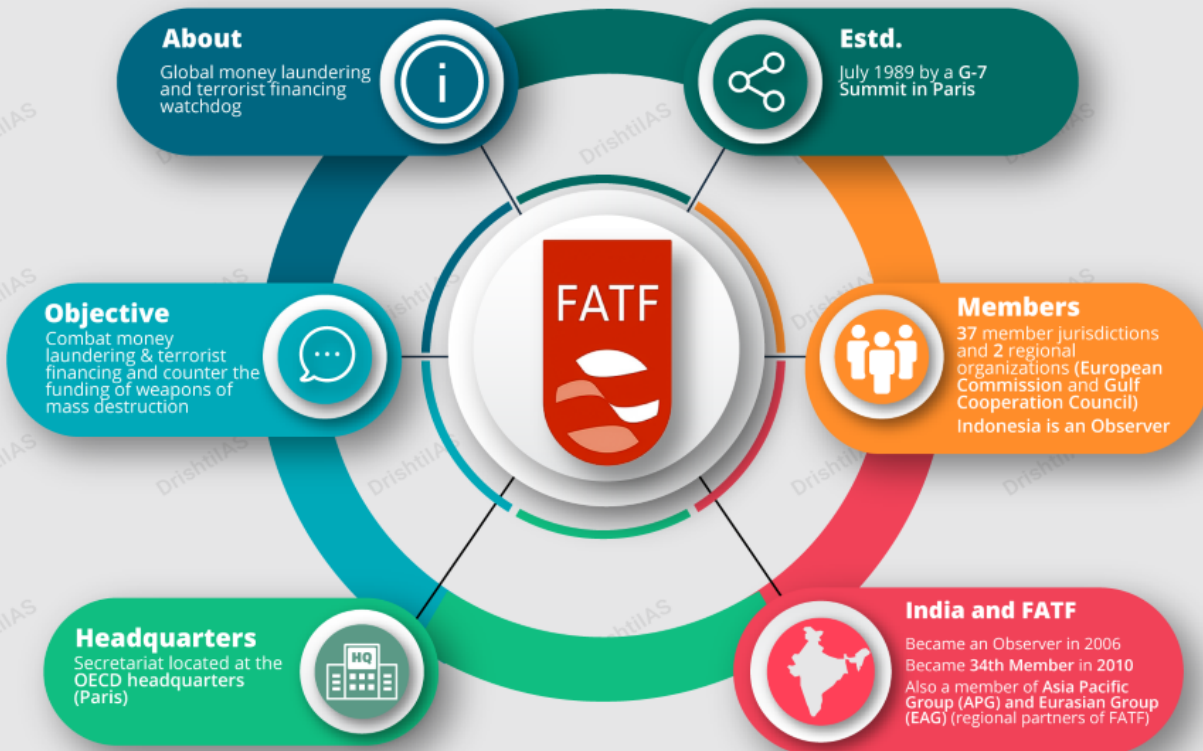 About
Global money laundering
and terrorist financing
watchdog
Estd.
July 1989 by a G-7
Summit in Paris
FATF
Objective
Combat money
laundering & terrorist
financing and counter the
funding of weapons of
mass destruction
Members
37 member jurisdictions
and 2 regional
organizations (European
Commission and Gulf
Cooperation Council)
Indonesia is an Observer
Headquarters
Secretariat located at the
OECD headquarters
(Paris)
HQ
India and FATF
Became an Observer in 2006
Became 34th Member in 2010
Also a member of Asia Pacific
Group (APG) and Eurasian Group
(EAG) (regional partners of FATF)
DrishtiIAS